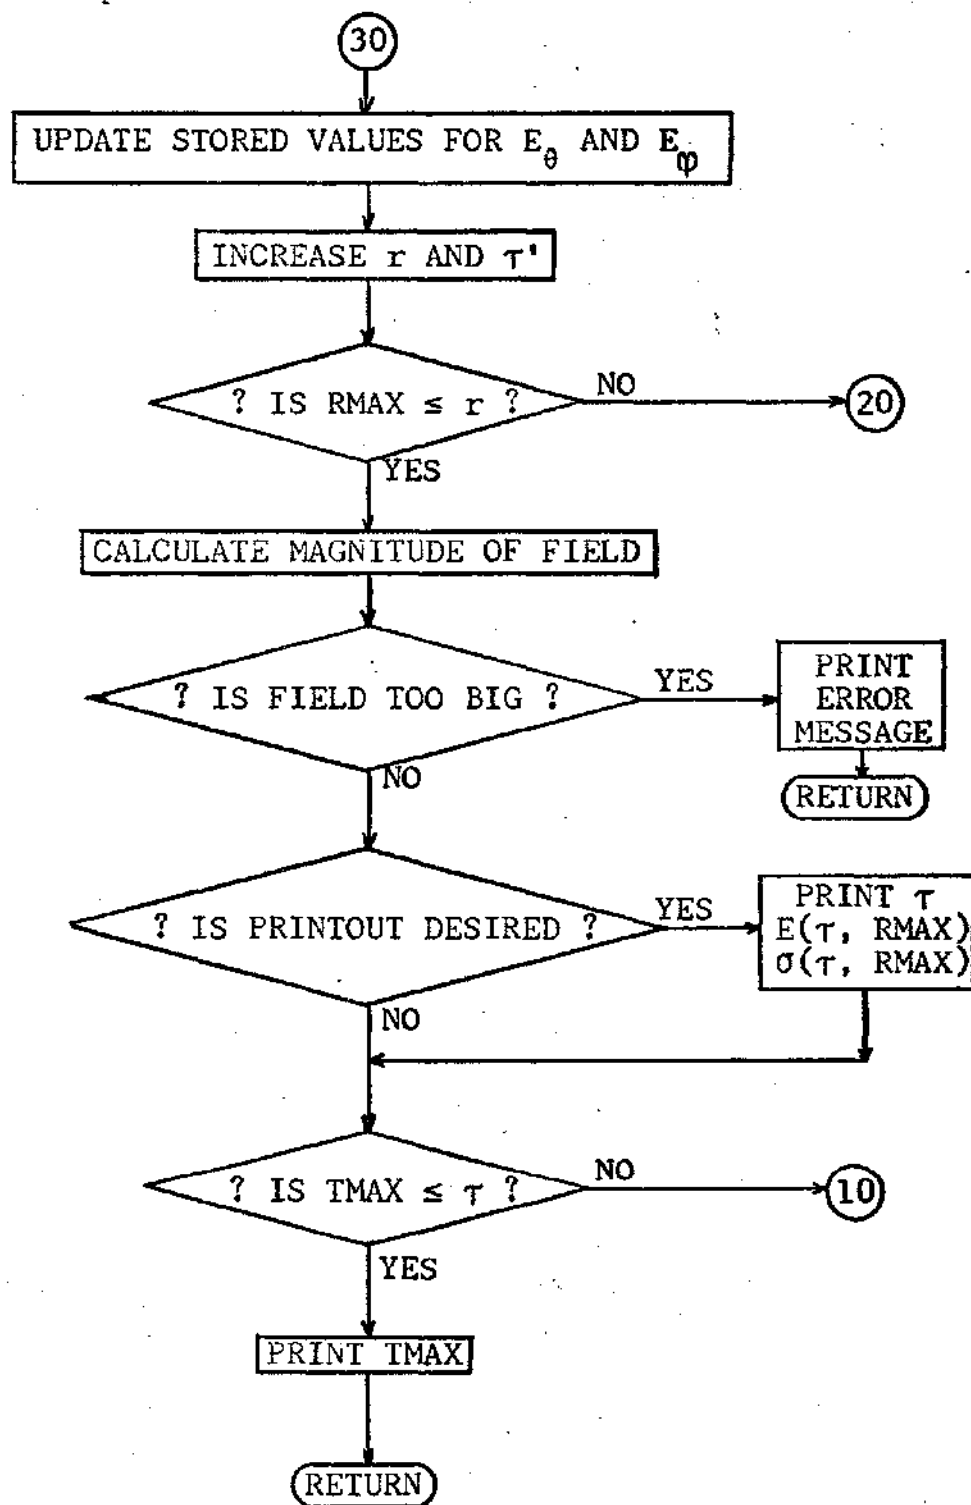 30
UPDATE STORED VALUES FOR E_θ AND E_φ
INCREASE r AND τ'
? IS RMAX ≤ r ?
NO
20
YES
CALCULATE MAGNITUDE OF FIELD
? IS FIELD TOO BIG ?
YES
PRINT
ERROR
MESSAGE
RETURN
NO
? IS PRINTOUT DESIRED ?
YES
PRINT τ
E(τ, RMAX)
σ(τ, RMAX)
NO
? IS TMAX ≤ τ ?
NO
10
YES
PRINT TMAX
RETURN